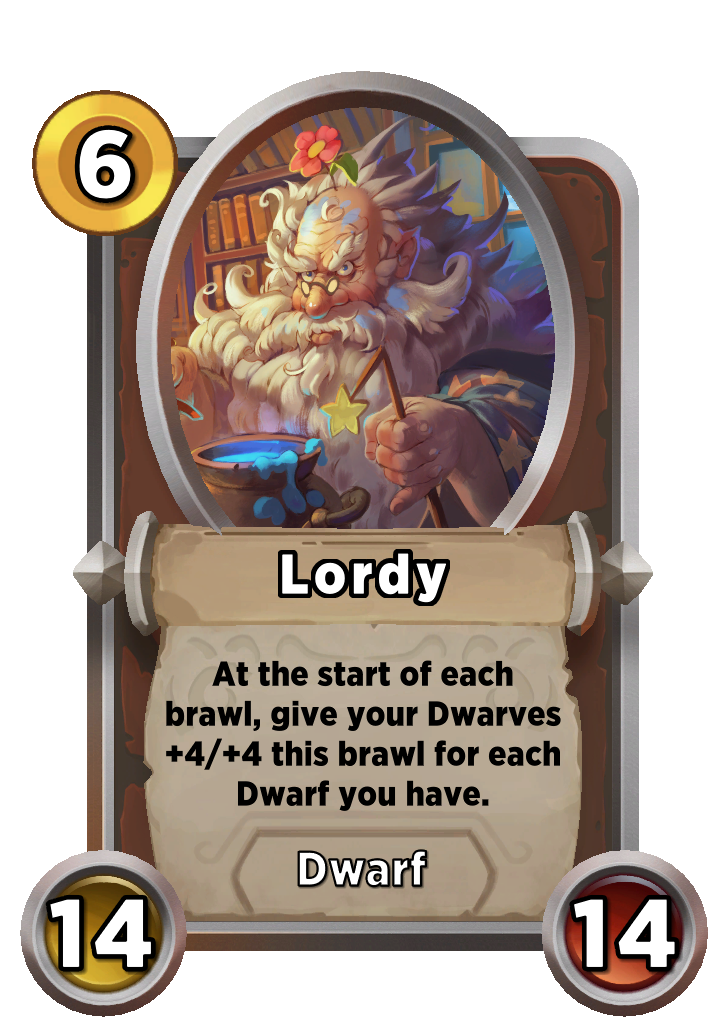 6
Lordy
At the start of each
brawl, give your Dwarves
+4/+4 this brawl for each
Dwarf you have.
Dwarf
14
14